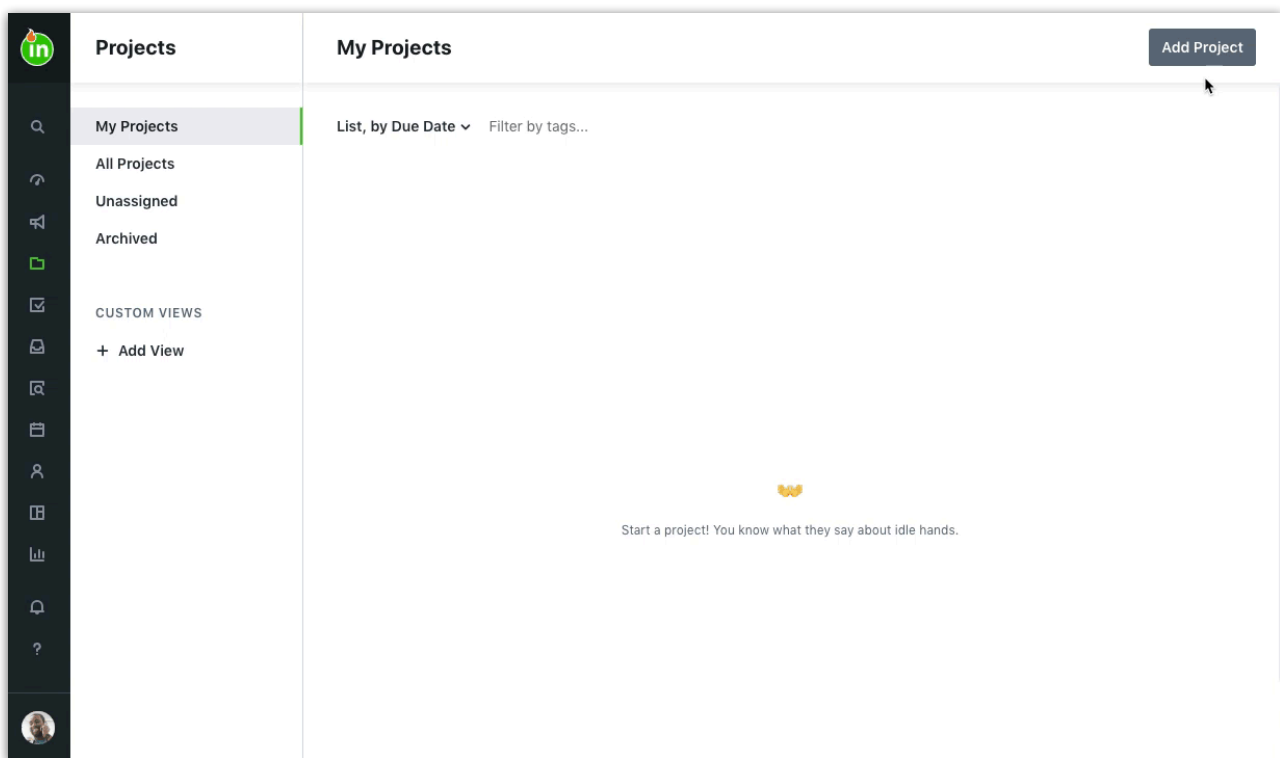 in
Projects
My Projects
Add Project
My Projects
All Projects
Unassigned
Archived
CUSTOM VIEWS
+ Add View
List, by Due Date
Filter by tags...
Start a project! You know what they say about idle hands.
?